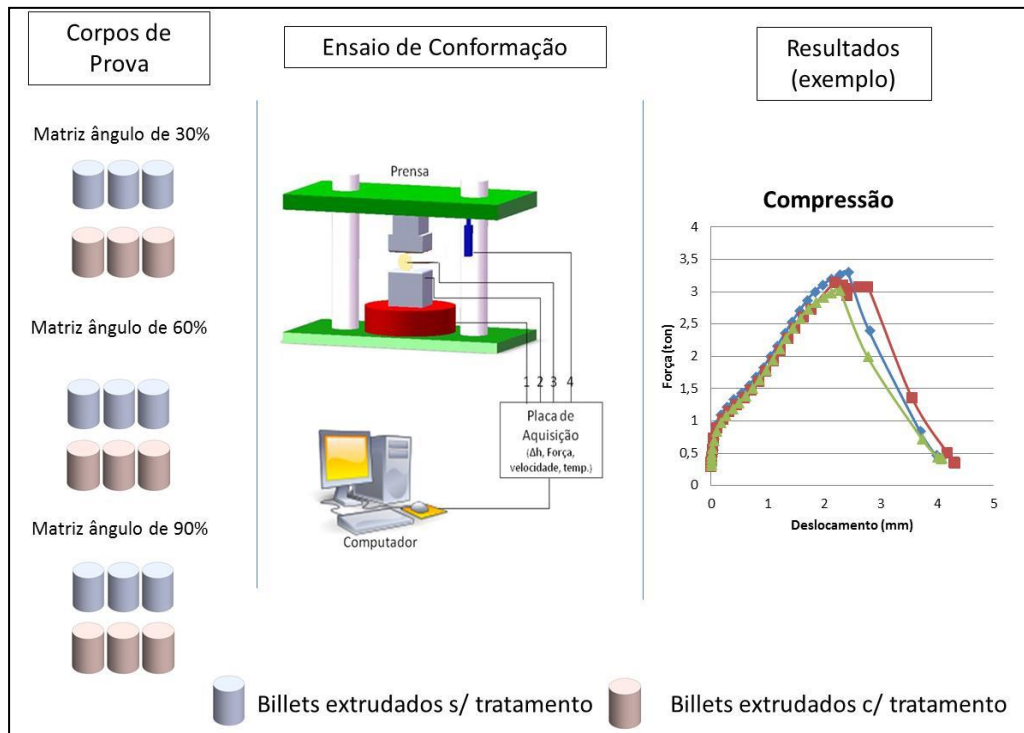 Corpos de
Prova
Ensaio de Conformação
Resultados
(exemplo)
Matriz ângulo de 30%
Matriz ângulo de 60%
Matriz ângulo de 90%
Prensa
1 2 3 4
Placa de
Aquisição
(Δh, Força,
velocidade, temp.)
Computador
Compressão
Força (ton)
4
3,5
3
2,5
2
1,5
1
0,5
0
0 1 2 3 4 5
Deslocamento (mm)
Billets extrudados s/ tratamento
Billets extrudados c/ tratamento